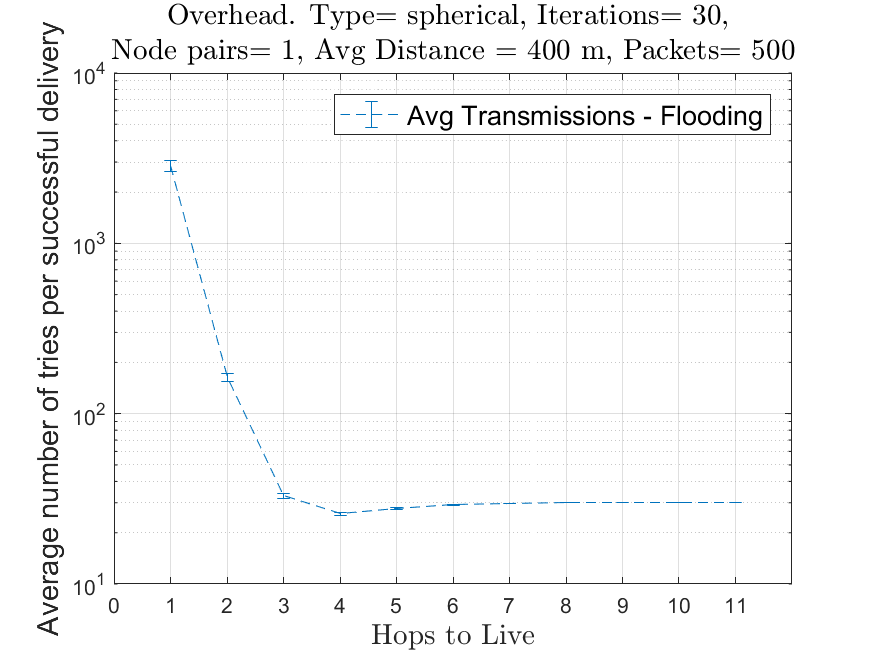 Overhead. Type= spherical, Iterations= 30,
Node pairs= 1, Avg Distance = 400 m, Packets= 500
Avg Transmissions - Flooding
Average number of tries per successful delivery
10^4
10^3
10^2
10^1
0 1 2 3 4 5 6 7 8 9 10 11
Hops to Live